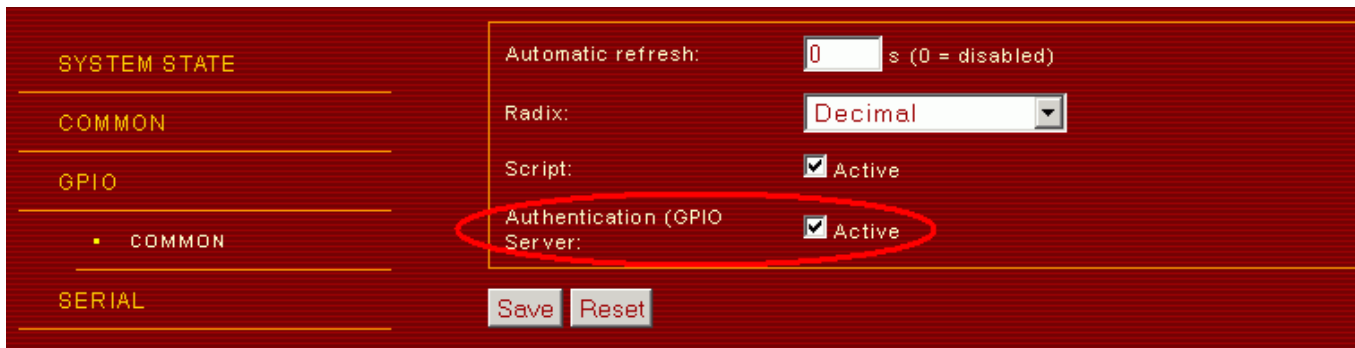 SYSTEM STATE
COMMON
GPIO
COMMON
SERIAL
Automatic refresh: 0 s (0 = disabled)
Radix: Decimal
Script: Active
Authentication (GPIO
Server: Active
Save Reset